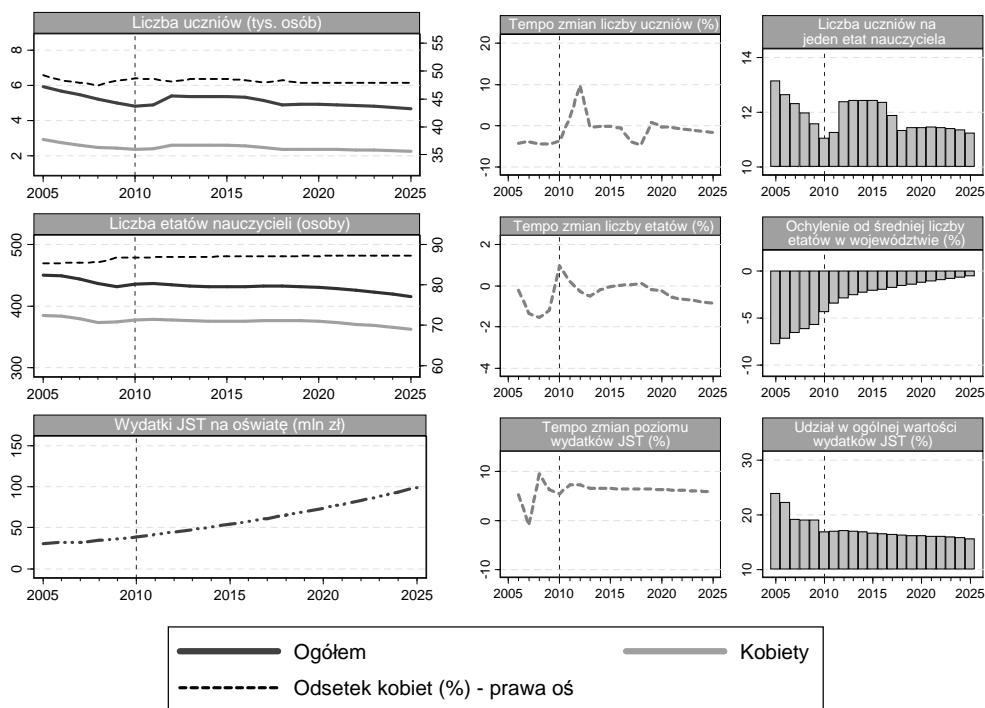 Liczba uczniów (tys. osób)
8
6
4
2
55
50
45
40
35
2005 2010 2015 2020 2025
Tempo zmian liczby uczniów (%)
20
10
0
-10
2005 2010 2015 2020 2025
Liczba uczniów na
jeden etat nauczyciela
14
12
10
2005 2010 2015 2020 2025
Liczba etatów nauczycieli (osoby)
500
400
300
90
80
70
60
2005 2010 2015 2020 2025
Tempo zmian liczby etatów (%)
2
0
-2
-4
2005 2010 2015 2020 2025
Ochylenie od średniej liczby
etatów w województwie (%)
0
-5
-10
2005 2010 2015 2020 2025
Wydatki JST na oświatę (mln zł)
150
100
50
0
2005 2010 2015 2020 2025
Tempo zmian poziomu
wydatków JST (%)
10
0
-10
2005 2010 2015 2020 2025
Udział w ogólnej wartości
wydatków JST (%)
30
20
10
2005 2010 2015 2020 2025
Ogółem
Kobiety
Odsetek kobiet (%) - prawa oś